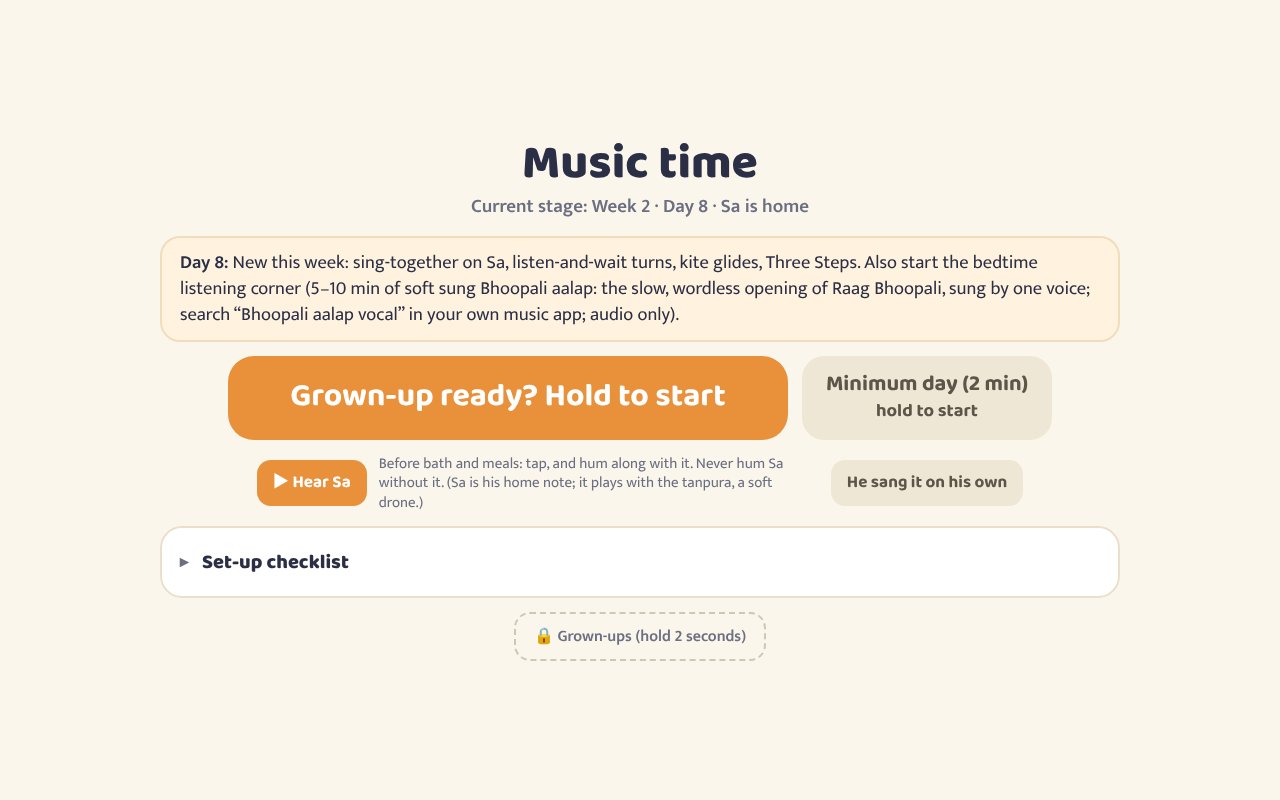 Music time
Current stage: Week 2 · Day 8 · Sa is home
Day 8: New this week: sing-together on Sa, listen-and-wait turns, kite glides, Three Steps. Also start the bedtime
listening corner (5–10 min of soft sung Bhoopali aalap: the slow, wordless opening of Raag Bhoopali, sung by one voice;
search “Bhoopali aalap vocal” in your own music app; audio only).
Grown-up ready? Hold to start
Minimum day (2 min)
hold to start
▶ Hear Sa
Before bath and meals: tap, and hum along with it. Never hum Sa
without it. (Sa is his home note; it plays with the tanpura, a soft
drone.)
He sang it on his own
▸ Set-up checklist
🔒 Grown-ups (hold 2 seconds)